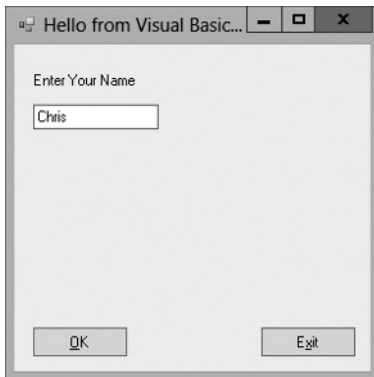 Hello from Visual Basic...
Enter Your Name
Chris
OK
Exit